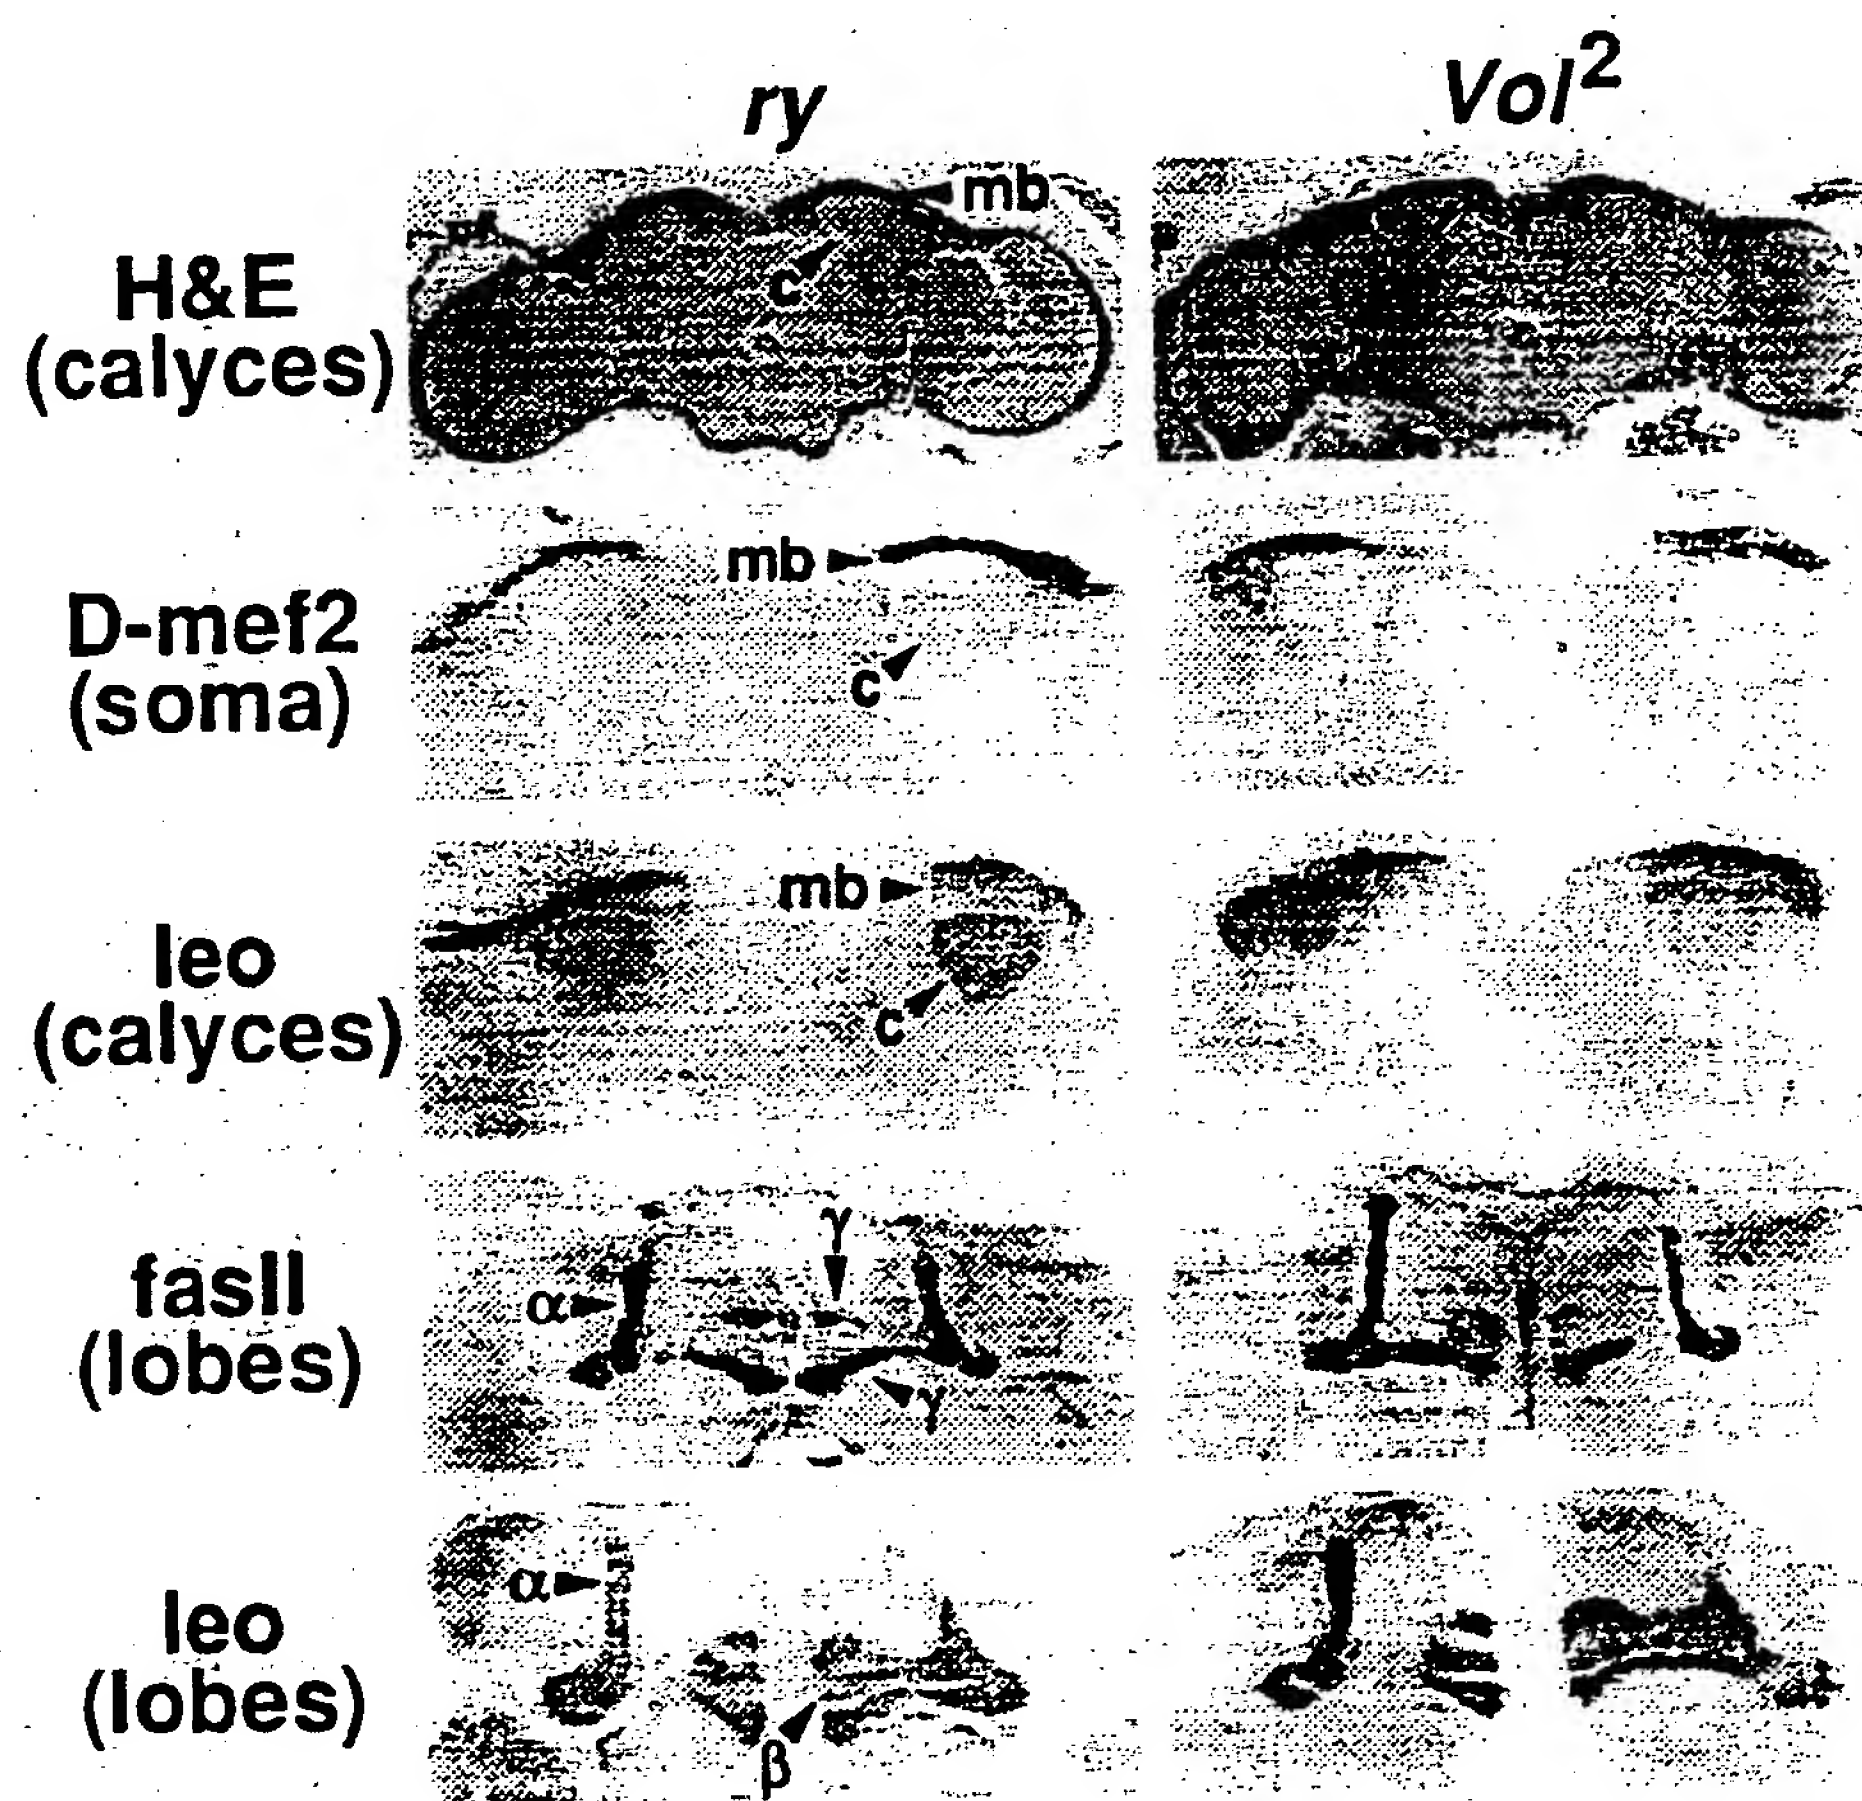 ry
Vol2
H&E
(calyces)
mb
c
D-mef2
(soma)
mb
c
leo
(calyces)
mb
c
fasII
(lobes)
α
γ
γ
leo
(lobes)
α
β